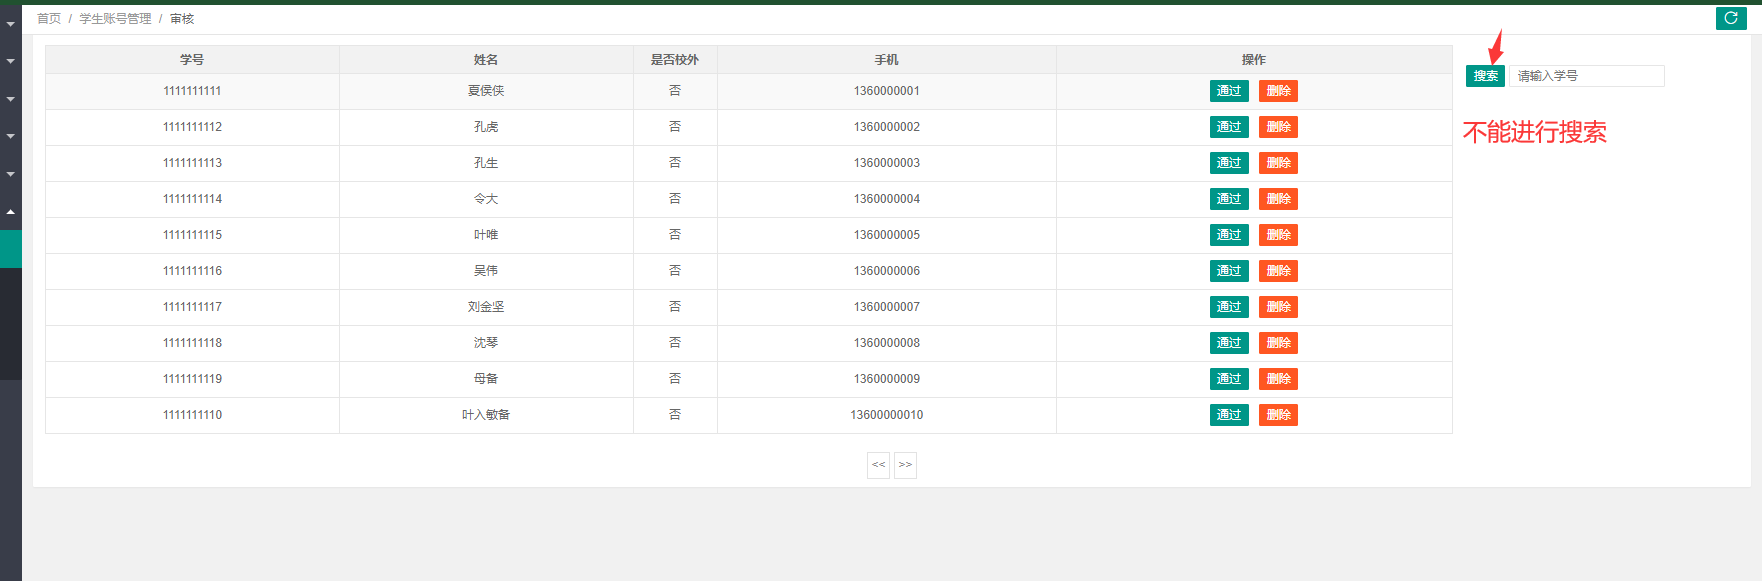 首页 / 学生账号管理 / 审核
学号 姓名 是否校外 手机 操作
搜索 请输入学号
1111111111 夏侯侠 否 1360000001 通过 删除
1111111112 孔虎 否 1360000002 通过 删除
不能进行搜索
1111111113 孔生 否 1360000003 通过 删除
1111111114 令大 否 1360000004 通过 删除
1111111115 叶唯 否 1360000005 通过 删除
1111111116 吴伟 否 1360000006 通过 删除
1111111117 刘金坚 否 1360000007 通过 删除
1111111118 沈琴 否 1360000008 通过 删除
1111111119 母备 否 1360000009 通过 删除
1111111110 叶入敏备 否 13600000010 通过 删除
<< >>